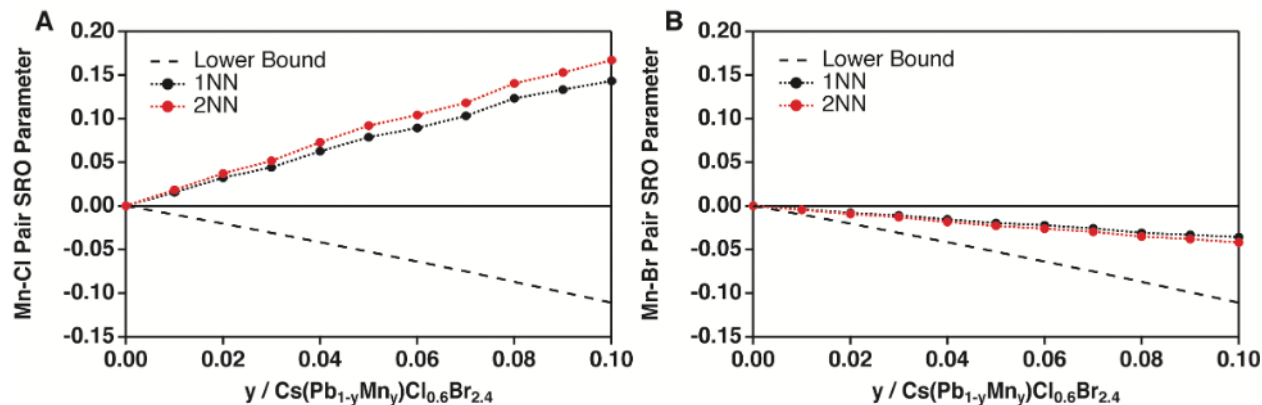 A
Mn-Cl Pair SRO Parameter
0.20
0.15
0.10
0.05
0.00
-0.05
-0.10
-0.15
Lower Bound
1NN
2NN
0.00 0.02 0.04 0.06 0.08 0.10
y / Cs(Pb1-yMny)Cl0.6Br2.4
B
Mn-Br Pair SRO Parameter
0.20
0.15
0.10
0.05
0.00
-0.05
-0.10
-0.15
Lower Bound
1NN
2NN
0.00 0.02 0.04 0.06 0.08 0.10
y / Cs(Pb1-yMny)Cl0.6Br2.4